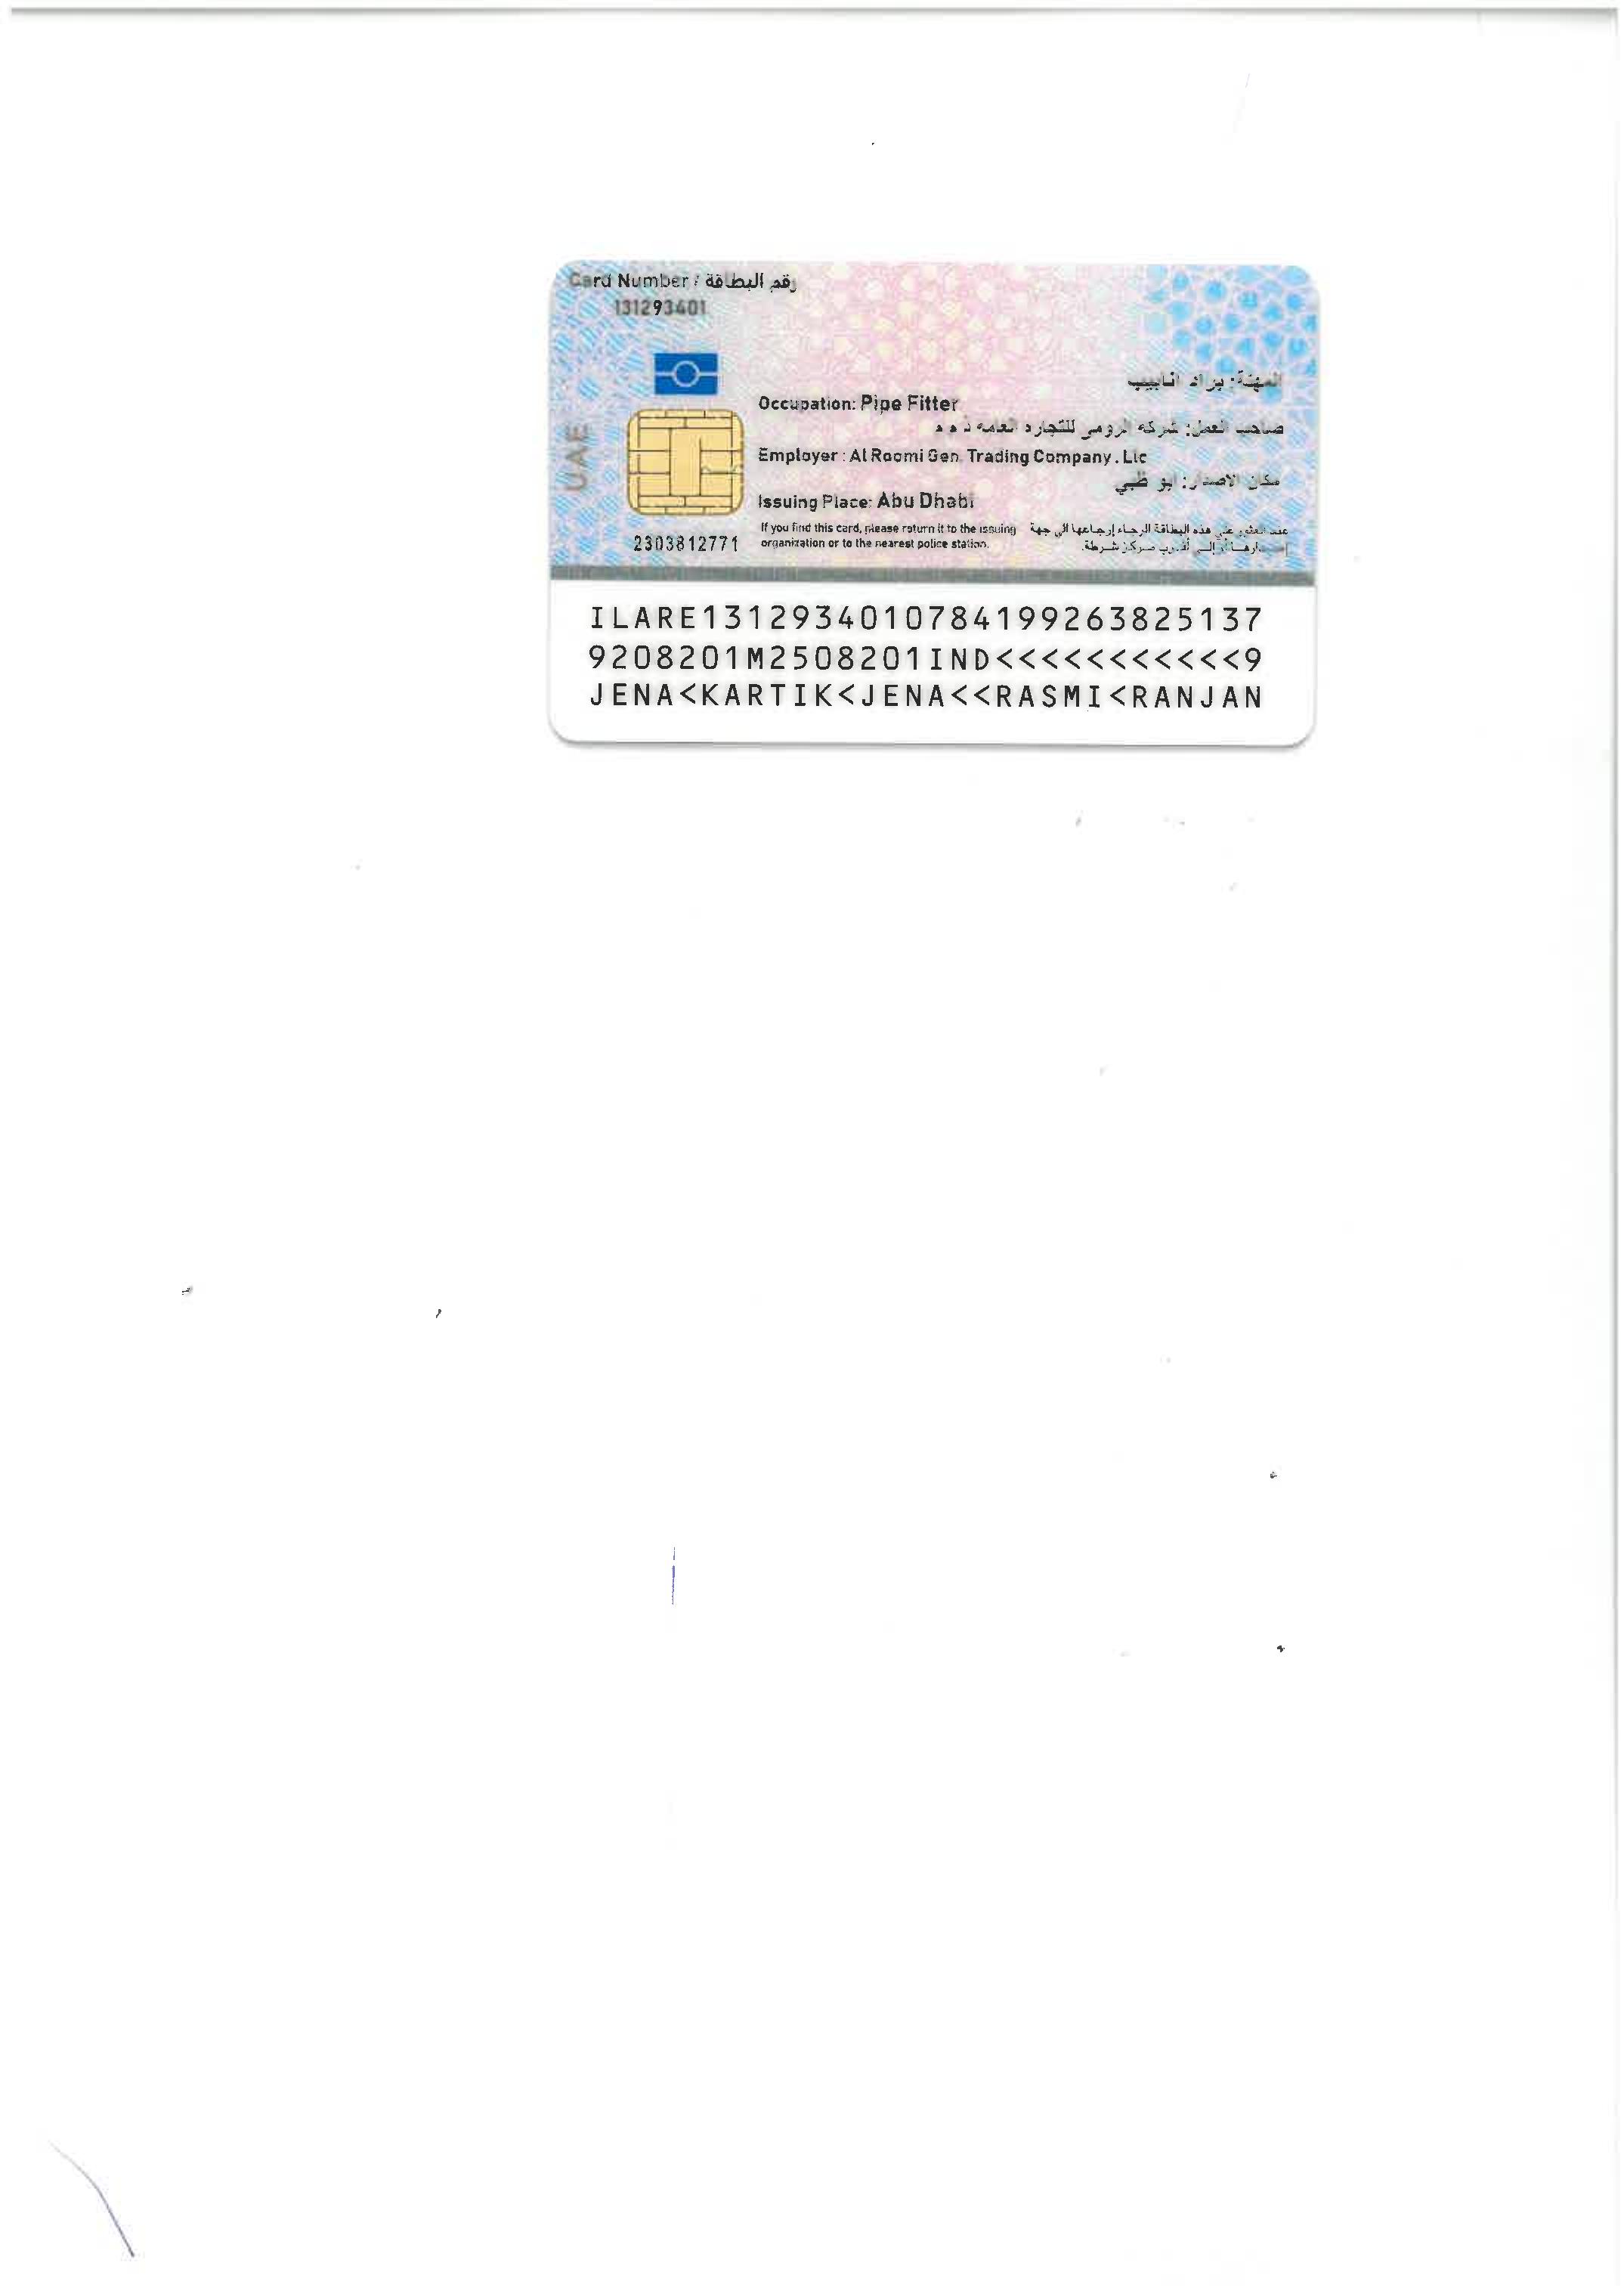 Card Number / رقم البطاقة
131293401
المهنة: براد انابيب
Occupation: Pipe Fitter
صاحب العمل: شركه الرومي للتجاره العامه ذ م م
Employer : Al Roomi Gen. Trading Company . Llc
مكان الاصدار: ابو ظبي
Issuing Place: Abu Dhabi
UAE
If you find this card, please return it to the issuing
organization or to the nearest police station.
عند العثور على هذه البطاقة الرجاء إرجاعها الى جهة
إصدارها أو إلى أقرب مركز شرطة.
2303812771
ILARE1312934010784199263825137
9208201M2508201IND<<<<<<<<<<<9
JENA<KARTIK<JENA<<RASMI<RANJAN